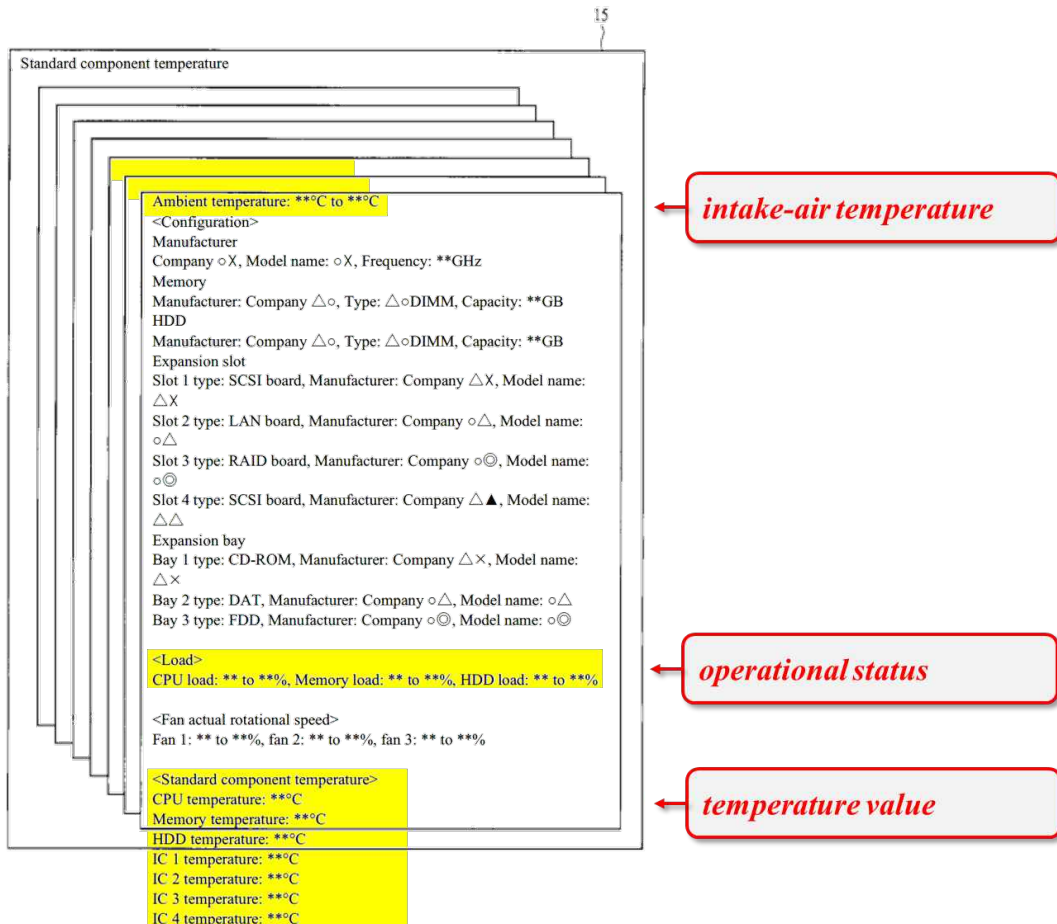 15
Standard component temperature
Ambient temperature: **°C to **°C
intake-air temperature
<Configuration>
Manufacturer
Company ○X, Model name: ○X, Frequency: **GHz
Memory
Manufacturer: Company △○, Type: △○DIMM, Capacity: **GB
HDD
Manufacturer: Company △○, Type: △○DIMM, Capacity: **GB
Expansion slot
Slot 1 type: SCSI board, Manufacturer: Company △X, Model name:
△X
Slot 2 type: LAN board, Manufacturer: Company ○△, Model name:
○△
Slot 3 type: RAID board, Manufacturer: Company ○◎, Model name:
○◎
Slot 4 type: SCSI board, Manufacturer: Company △▲, Model name:
△△
Expansion bay
Bay 1 type: CD-ROM, Manufacturer: Company △×, Model name:
△×
Bay 2 type: DAT, Manufacturer: Company ○△, Model name: ○△
Bay 3 type: FDD, Manufacturer: Company ○◎, Model name: ○◎
<Load>
CPU load: ** to **%, Memory load: ** to **%, HDD load: ** to **%
operational status
<Fan actual rotational speed>
Fan 1: ** to **%, fan 2: ** to **%, fan 3: ** to **%
<Standard component temperature>
CPU temperature: **°C
temperature value
Memory temperature: **°C
HDD temperature: **°C
IC 1 temperature: **°C
IC 2 temperature: **°C
IC 3 temperature: **°C
IC 4 temperature: **°C